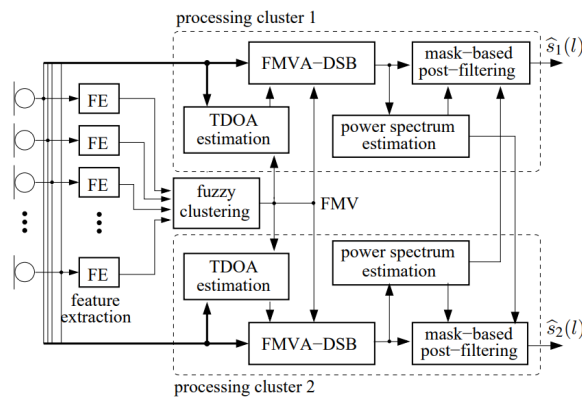 processing cluster 1
FMVA−DSB
mask−based
post−filtering
ŝ₁(l)
FE
TDOA
estimation
power spectrum
estimation
FE
FE
fuzzy
clustering
FMV
FE
feature
extraction
TDOA
estimation
power spectrum
estimation
FMVA−DSB
mask−based
post−filtering
ŝ₂(l)
processing cluster 2